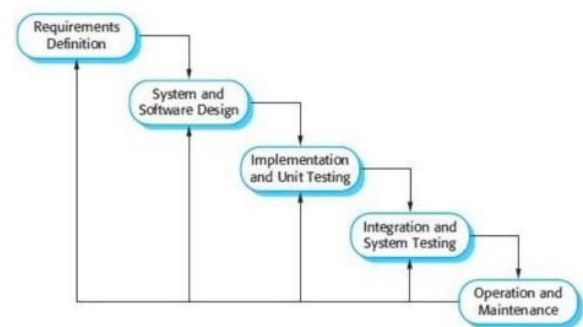 Requirements
Definition
System and
Software Design
Implementation
and Unit Testing
Integration and
System Testing
Operation and
Maintenance